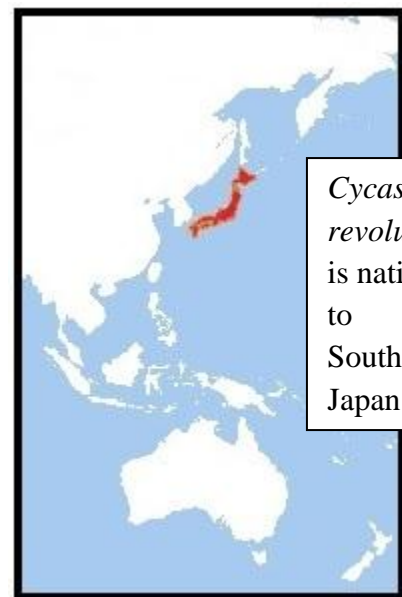 Cycas
revolu
is nati
to
South
Japan